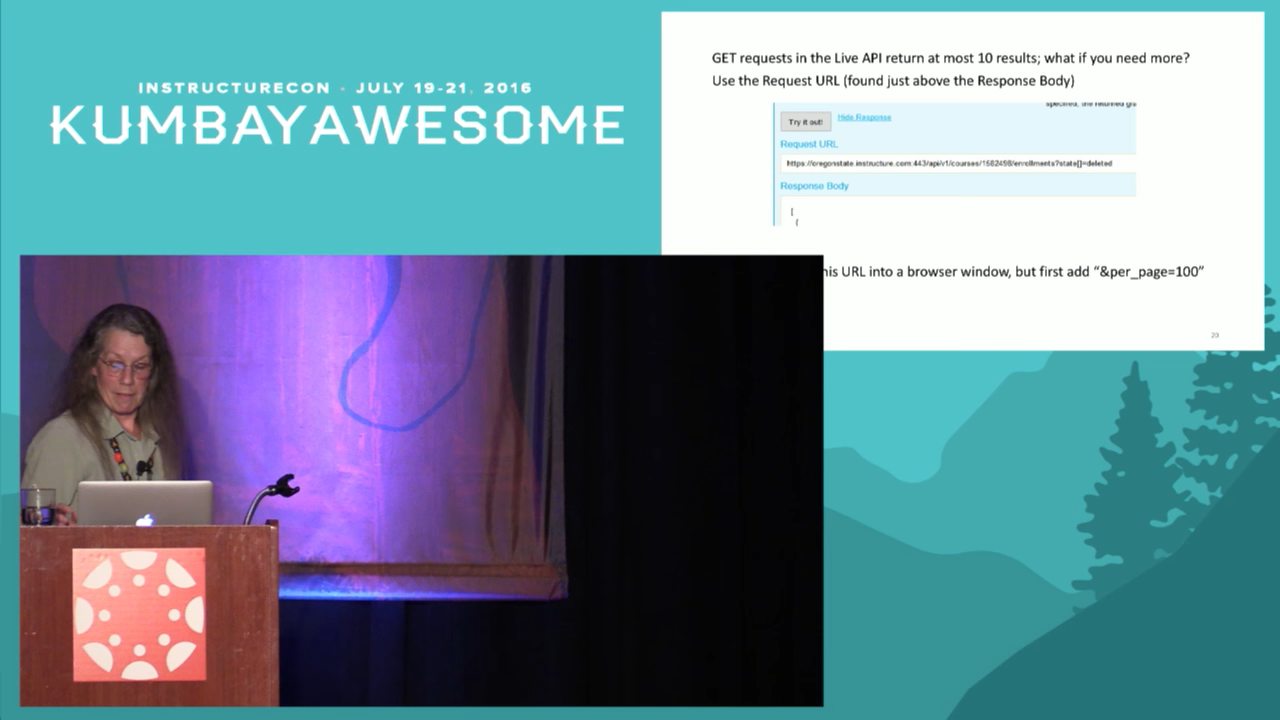 INSTRUCTURECON · JULY 19-21, 2016
KUMBAYAWESOME
GET requests in the Live API return at most 10 results; what if you need more?
Use the Request URL (found just above the Response Body)
Try it out!
Hide Response
Request URL
https://oregonstate.instructure.com:443/api/v1/courses/1582498/enrollments?state[]=deleted
Response Body
[
{
his URL into a browser window, but first add “&per_page=100”